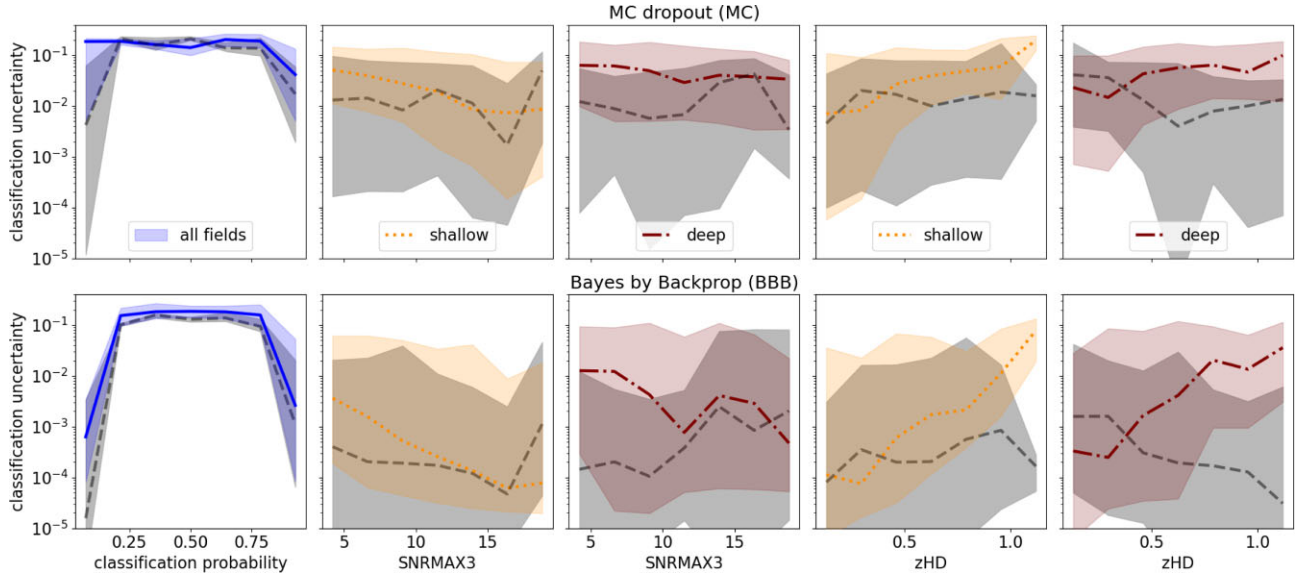 MC dropout (MC)
classification uncertainty
10⁻¹
10⁻²
10⁻³
10⁻⁴
10⁻⁵
all fields
shallow
deep
shallow
deep
Bayes by Backprop (BBB)
classification uncertainty
10⁻¹
10⁻²
10⁻³
10⁻⁴
10⁻⁵
0.25 0.50 0.75
5 10 15
5 10 15
0.5 1.0
0.5 1.0
classification probability
SNRMAX3
SNRMAX3
zHD
zHD